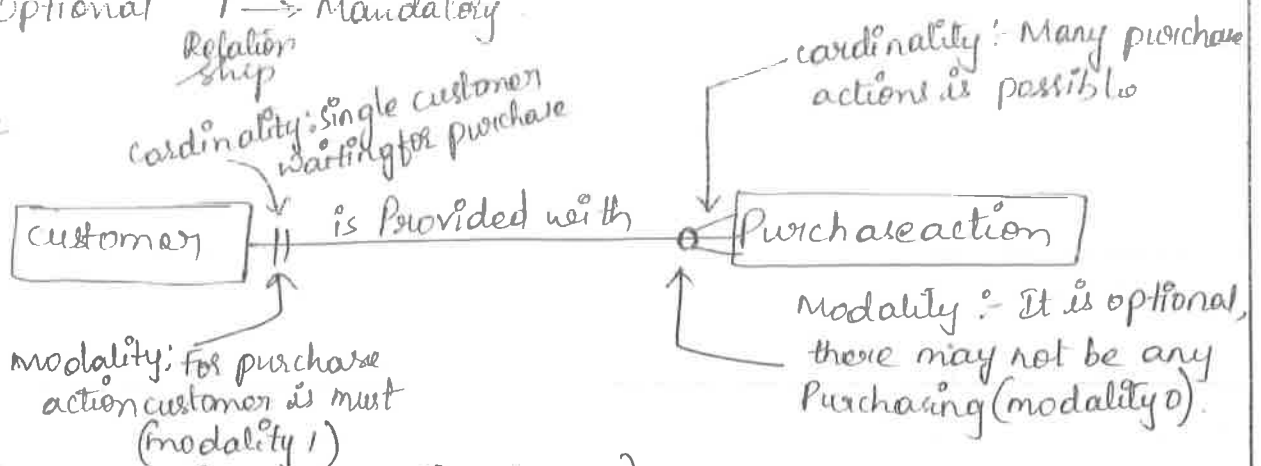 Optional 1 → Mandatory
Relation
ship
cardinality: Single customer
waiting for purchase
cardinality: Many purchase
actions is possible
customer
is Provided with
Purchaseaction
modality: for purchase
action customer is must
(modality 1)
Modality :- It is optional,
there may not be any
Purchasing (modality 0).